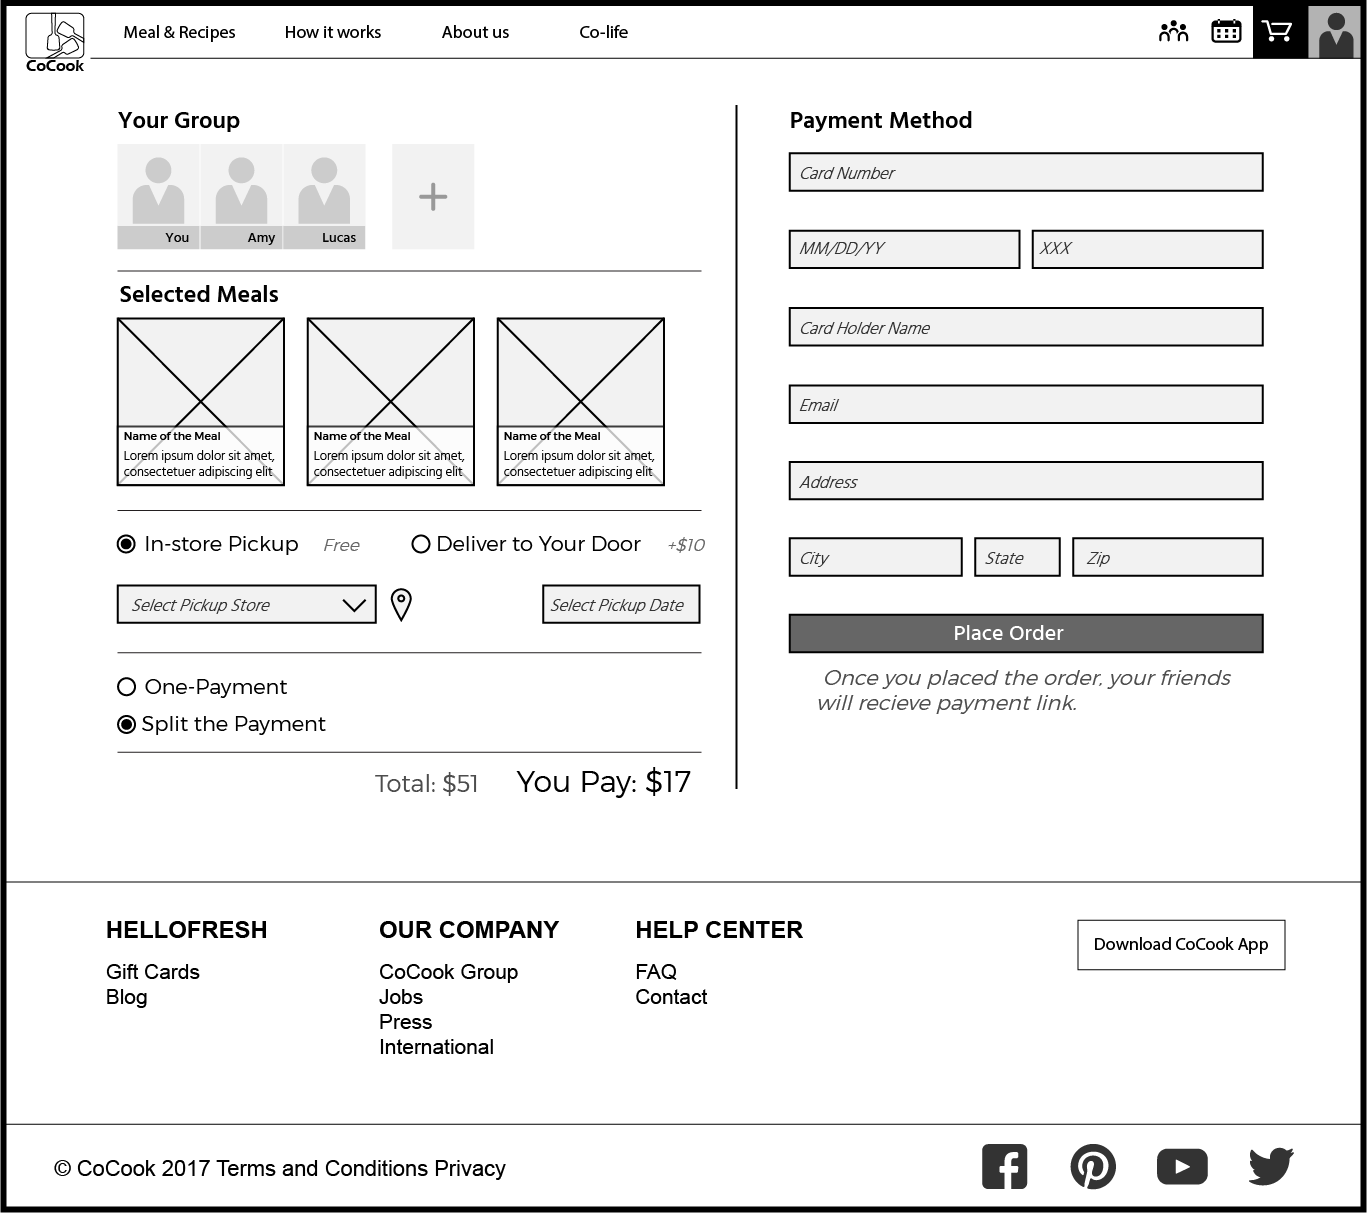 CoCook
Meal & Recipes
How it works
About us
Co-life
Your Group
You
Amy
Lucas
Selected Meals
Name of the Meal
Lorem ipsum dolor sit amet,
consectetuer adipiscing elit
Name of the Meal
Lorem ipsum dolor sit amet,
consectetuer adipiscing elit
Name of the Meal
Lorem ipsum dolor sit amet,
consectetuer adipiscing elit
In-store Pickup
Free
Deliver to Your Door
+$10
Select Pickup Store
Select Pickup Date
One-Payment
Split the Payment
Total: $51
You Pay: $17
Payment Method
Card Number
MM/DD/YY
XXX
Card Holder Name
Email
Address
City
State
Zip
Place Order
Once you placed the order, your friends
will recieve payment link.
HELLOFRESH
Gift Cards
Blog
OUR COMPANY
CoCook Group
Jobs
Press
International
HELP CENTER
FAQ
Contact
Download CoCook App
© CoCook 2017 Terms and Conditions Privacy